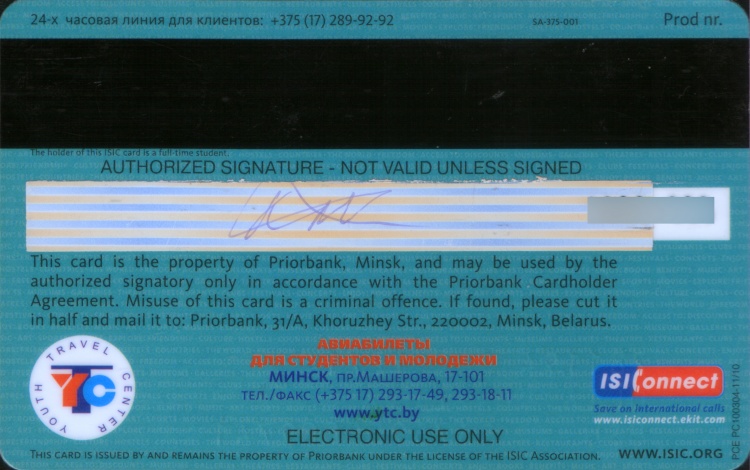 24-х часовая линия для клиентов: +375 (17) 289-92-92 SA-375-001 Prod nr.
The holder of this ISIC card is a full-time student.
AUTHORIZED SIGNATURE - NOT VALID UNLESS SIGNED
This card is the property of Priorbank, Minsk, and may be used by the
authorized signatory only in accordance with the Priorbank Cardholder
Agreement. Misuse of this card is a criminal offence. If found, please cut it
in half and mail it to: Priorbank, 31/A, Khoruzhey Str., 220002, Minsk, Belarus.
YOUTH TRAVEL CENTER
YTC
АВИАБИЛЕТЫ
ДЛЯ СТУДЕНТОВ И МОЛОДЕЖИ
МИНСК, ПР.МАШЕРОВА, 17-101
ТЕЛ./ФАКС (+375 17) 293-17-49, 293-18-11
www.ytc.by
ISIConnect
Save on international calls
www.isiconnect.ekit.com
ELECTRONIC USE ONLY
THIS CARD IS ISSUED BY AND REMAINS THE PROPERTY OF PRIORBANK UNDER THE LICENSE OF THE ISIC ASSOCIATION.
WWW.ISIC.ORG
PCE PC100804-11/10